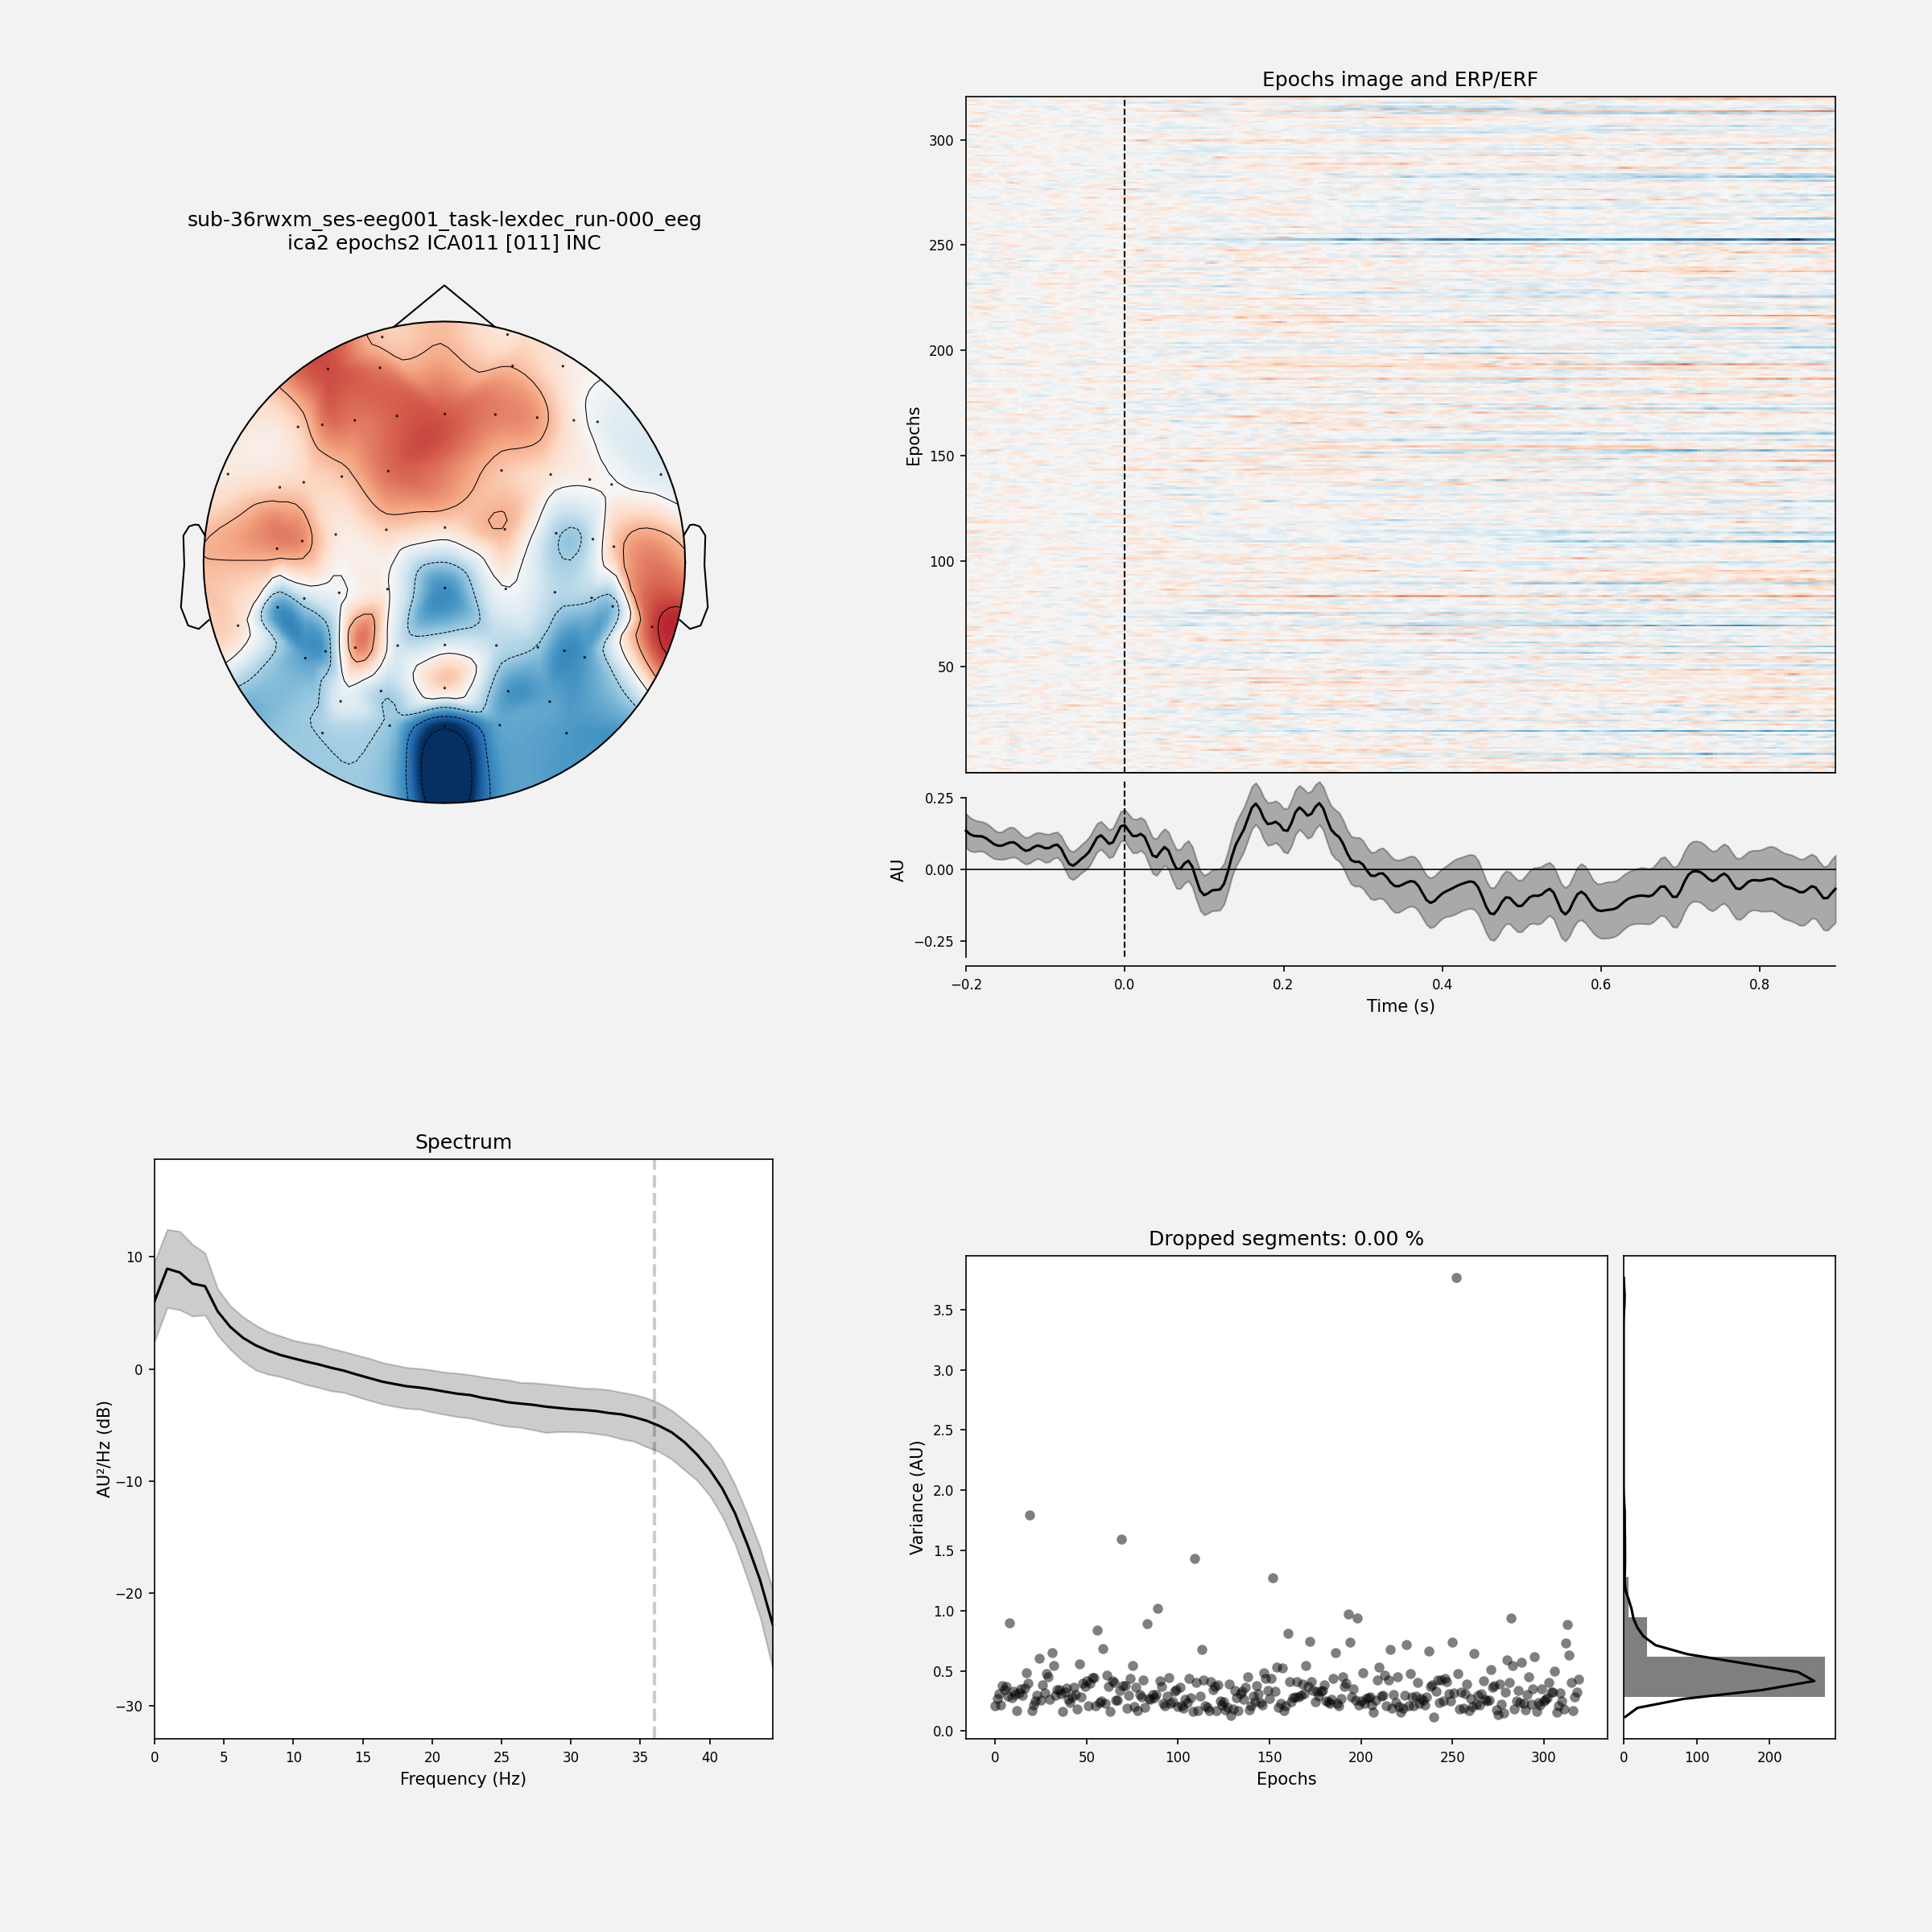 sub-36rwxm_ses-eeg001_task-lexdec_run-000_eeg
ica2 epochs2 ICA011 [011] INC
Epochs image and ERP/ERF
300
250
200
150
100
50
Epochs
0.25
0.00
−0.25
AU
−0.2 0.0 0.2 0.4 0.6 0.8
Time (s)
Spectrum
10
0
−10
−20
−30
AU²/Hz (dB)
0 5 10 15 20 25 30 35 40
Frequency (Hz)
Dropped segments: 0.00 %
3.5
3.0
2.5
2.0
1.5
1.0
0.5
0.0
Variance (AU)
0 50 100 150 200 250 300
Epochs
0 100 200